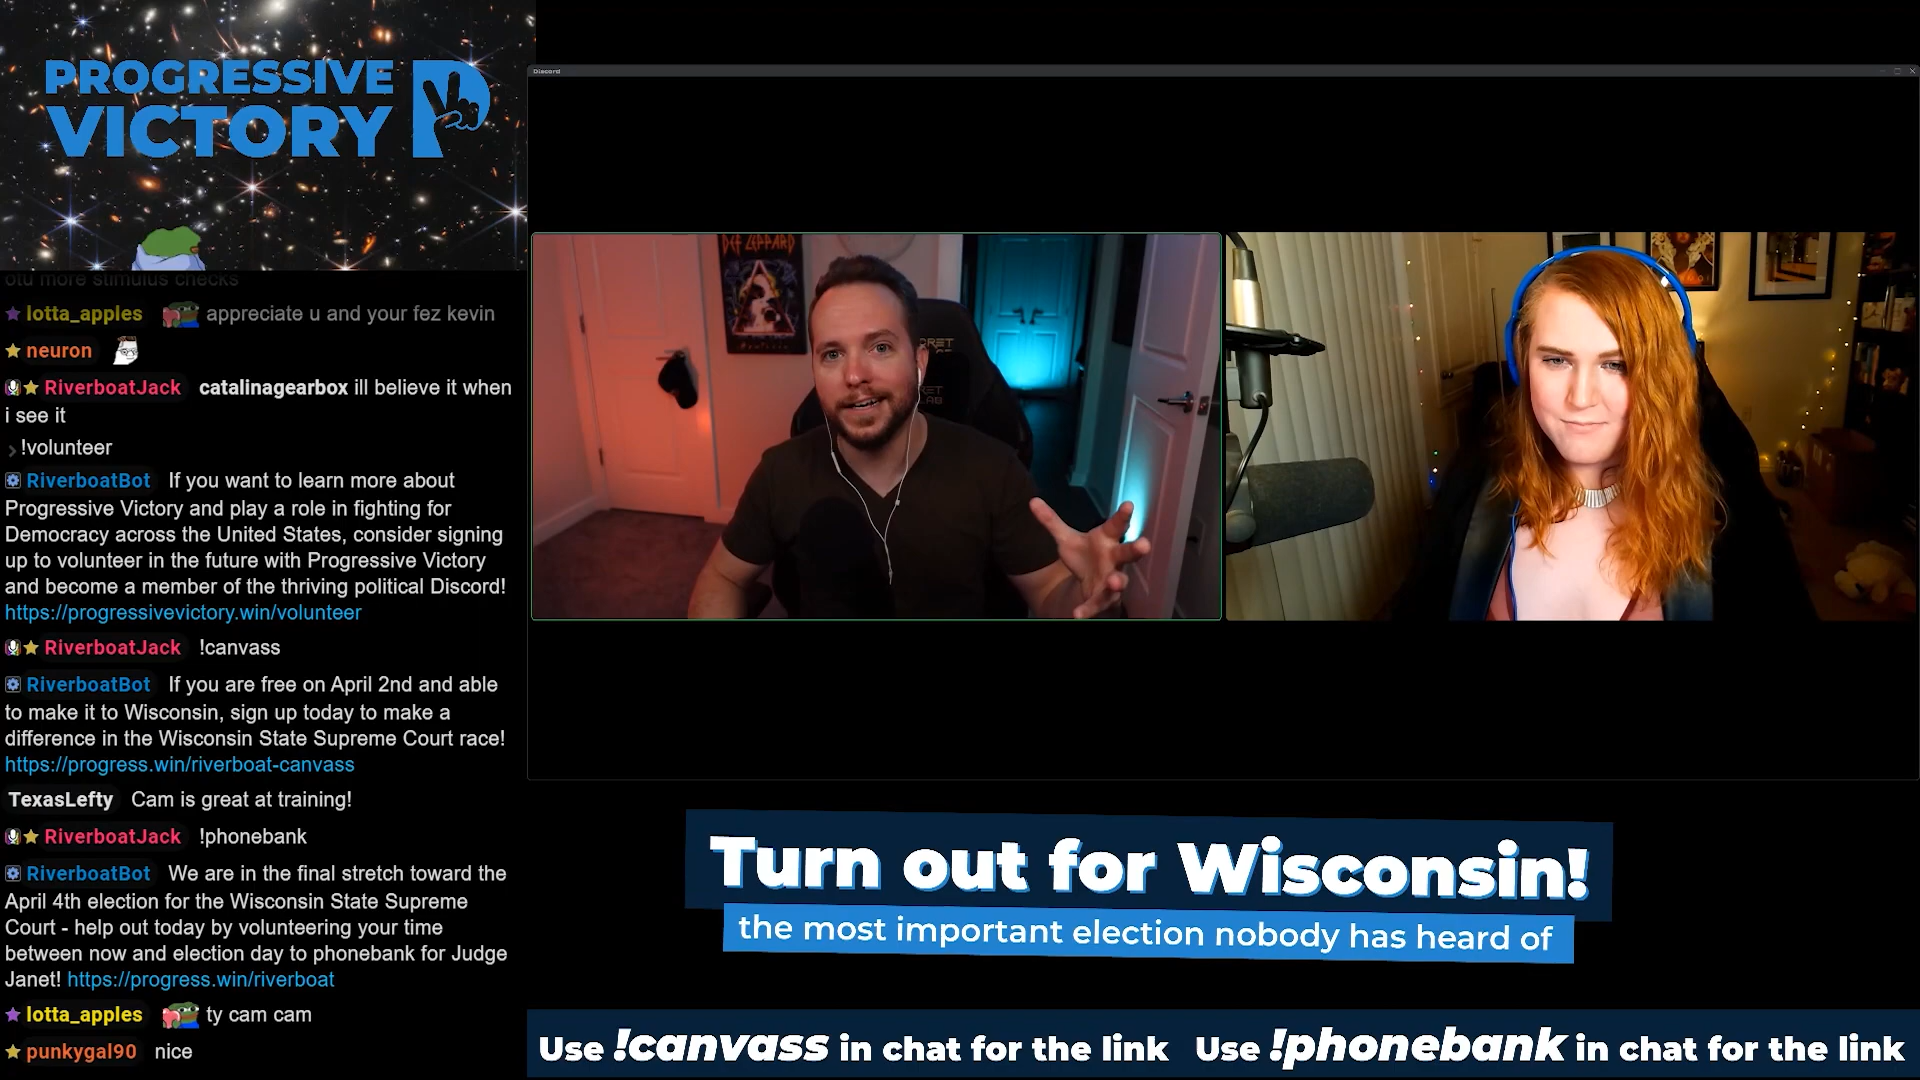 PROGRESSIVE
VICTORY
otu more stimulus checks
lotta_apples appreciate u and your fez kevin
neuron
RiverboatJack catalinagearbox ill believe it when
i see it
!volunteer
RiverboatBot If you want to learn more about
Progressive Victory and play a role in fighting for
Democracy across the United States, consider signing
up to volunteer in the future with Progressive Victory
and become a member of the thriving political Discord!
https://progressivevictory.win/volunteer
RiverboatJack !canvass
RiverboatBot If you are free on April 2nd and able
to make it to Wisconsin, sign up today to make a
difference in the Wisconsin State Supreme Court race!
https://progress.win/riverboat-canvass
TexasLefty Cam is great at training!
RiverboatJack !phonebank
RiverboatBot We are in the final stretch toward the
April 4th election for the Wisconsin State Supreme
Court - help out today by volunteering your time
between now and election day to phonebank for Judge
Janet! https://progress.win/riverboat
lotta_apples ty cam cam
punkygal90 nice
Discord
DEF LEPPARD
Turn out for Wisconsin!
the most important election nobody has heard of
Use !canvass in chat for the link Use !phonebank in chat for the link